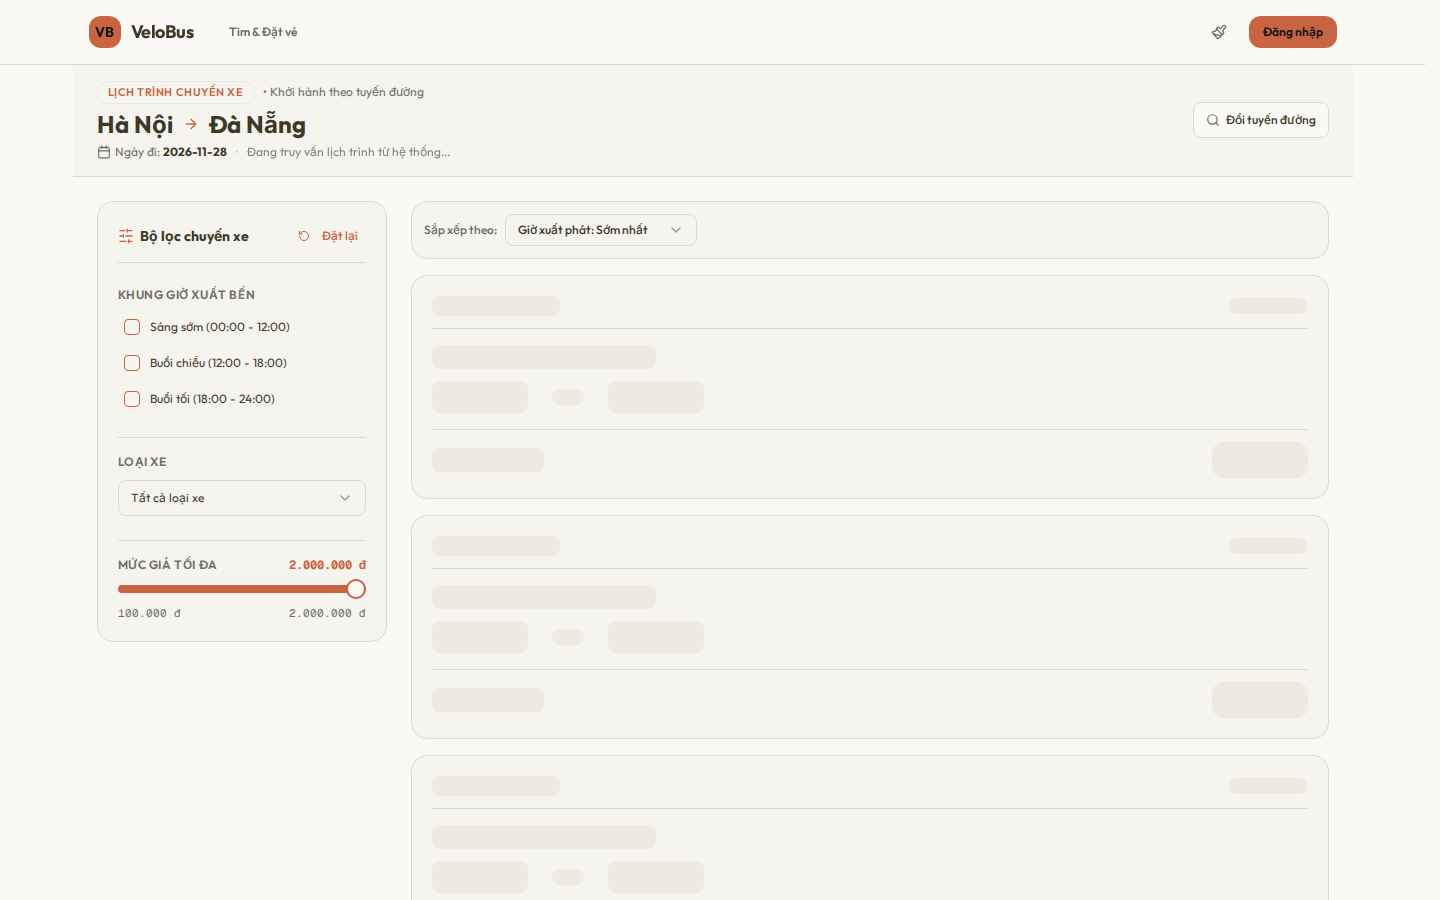 VB VeloBus Tìm & Đặt vé Đăng nhập
LỊCH TRÌNH CHUYẾN XE • Khởi hành theo tuyến đường
Hà Nội → Đà Nẵng
Đổi tuyến đường
Ngày đi: 2026-11-28 · Đang truy vấn lịch trình từ hệ thống...
Bộ lọc chuyến xe Đặt lại
KHUNG GIỜ XUẤT BẾN
Sáng sớm (00:00 - 12:00)
Buổi chiều (12:00 - 18:00)
Buổi tối (18:00 - 24:00)
LOẠI XE
Tất cả loại xe
MỨC GIÁ TỐI ĐA 2.000.000 đ
100.000 đ 2.000.000 đ
Sắp xếp theo: Giờ xuất phát: Sớm nhất